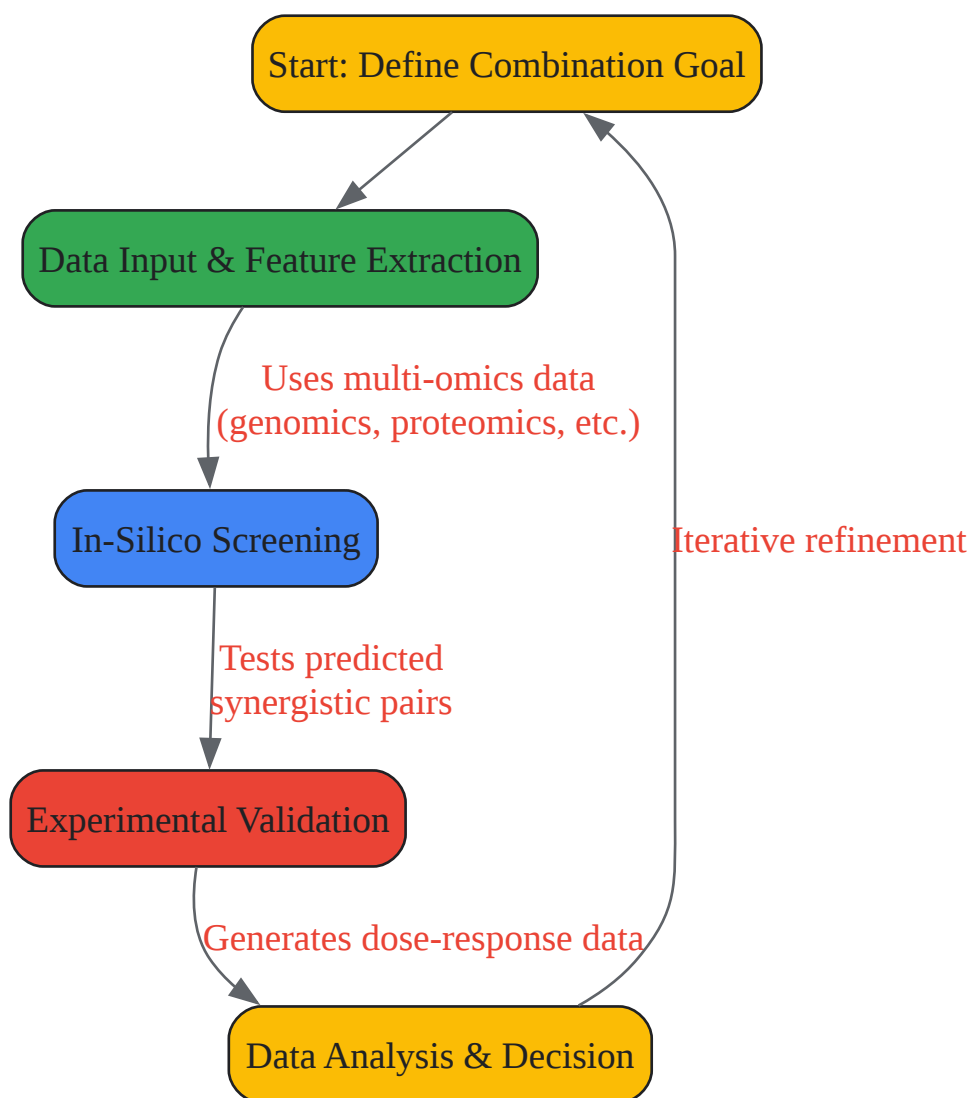 Start: Define Combination Goal
Data Input & Feature Extraction
Uses multi-omics data
(genomics, proteomics, etc.)
In-Silico Screening
Iterative refinement
Tests predicted
synergistic pairs
Experimental Validation
Generates dose-response data
Data Analysis & Decision